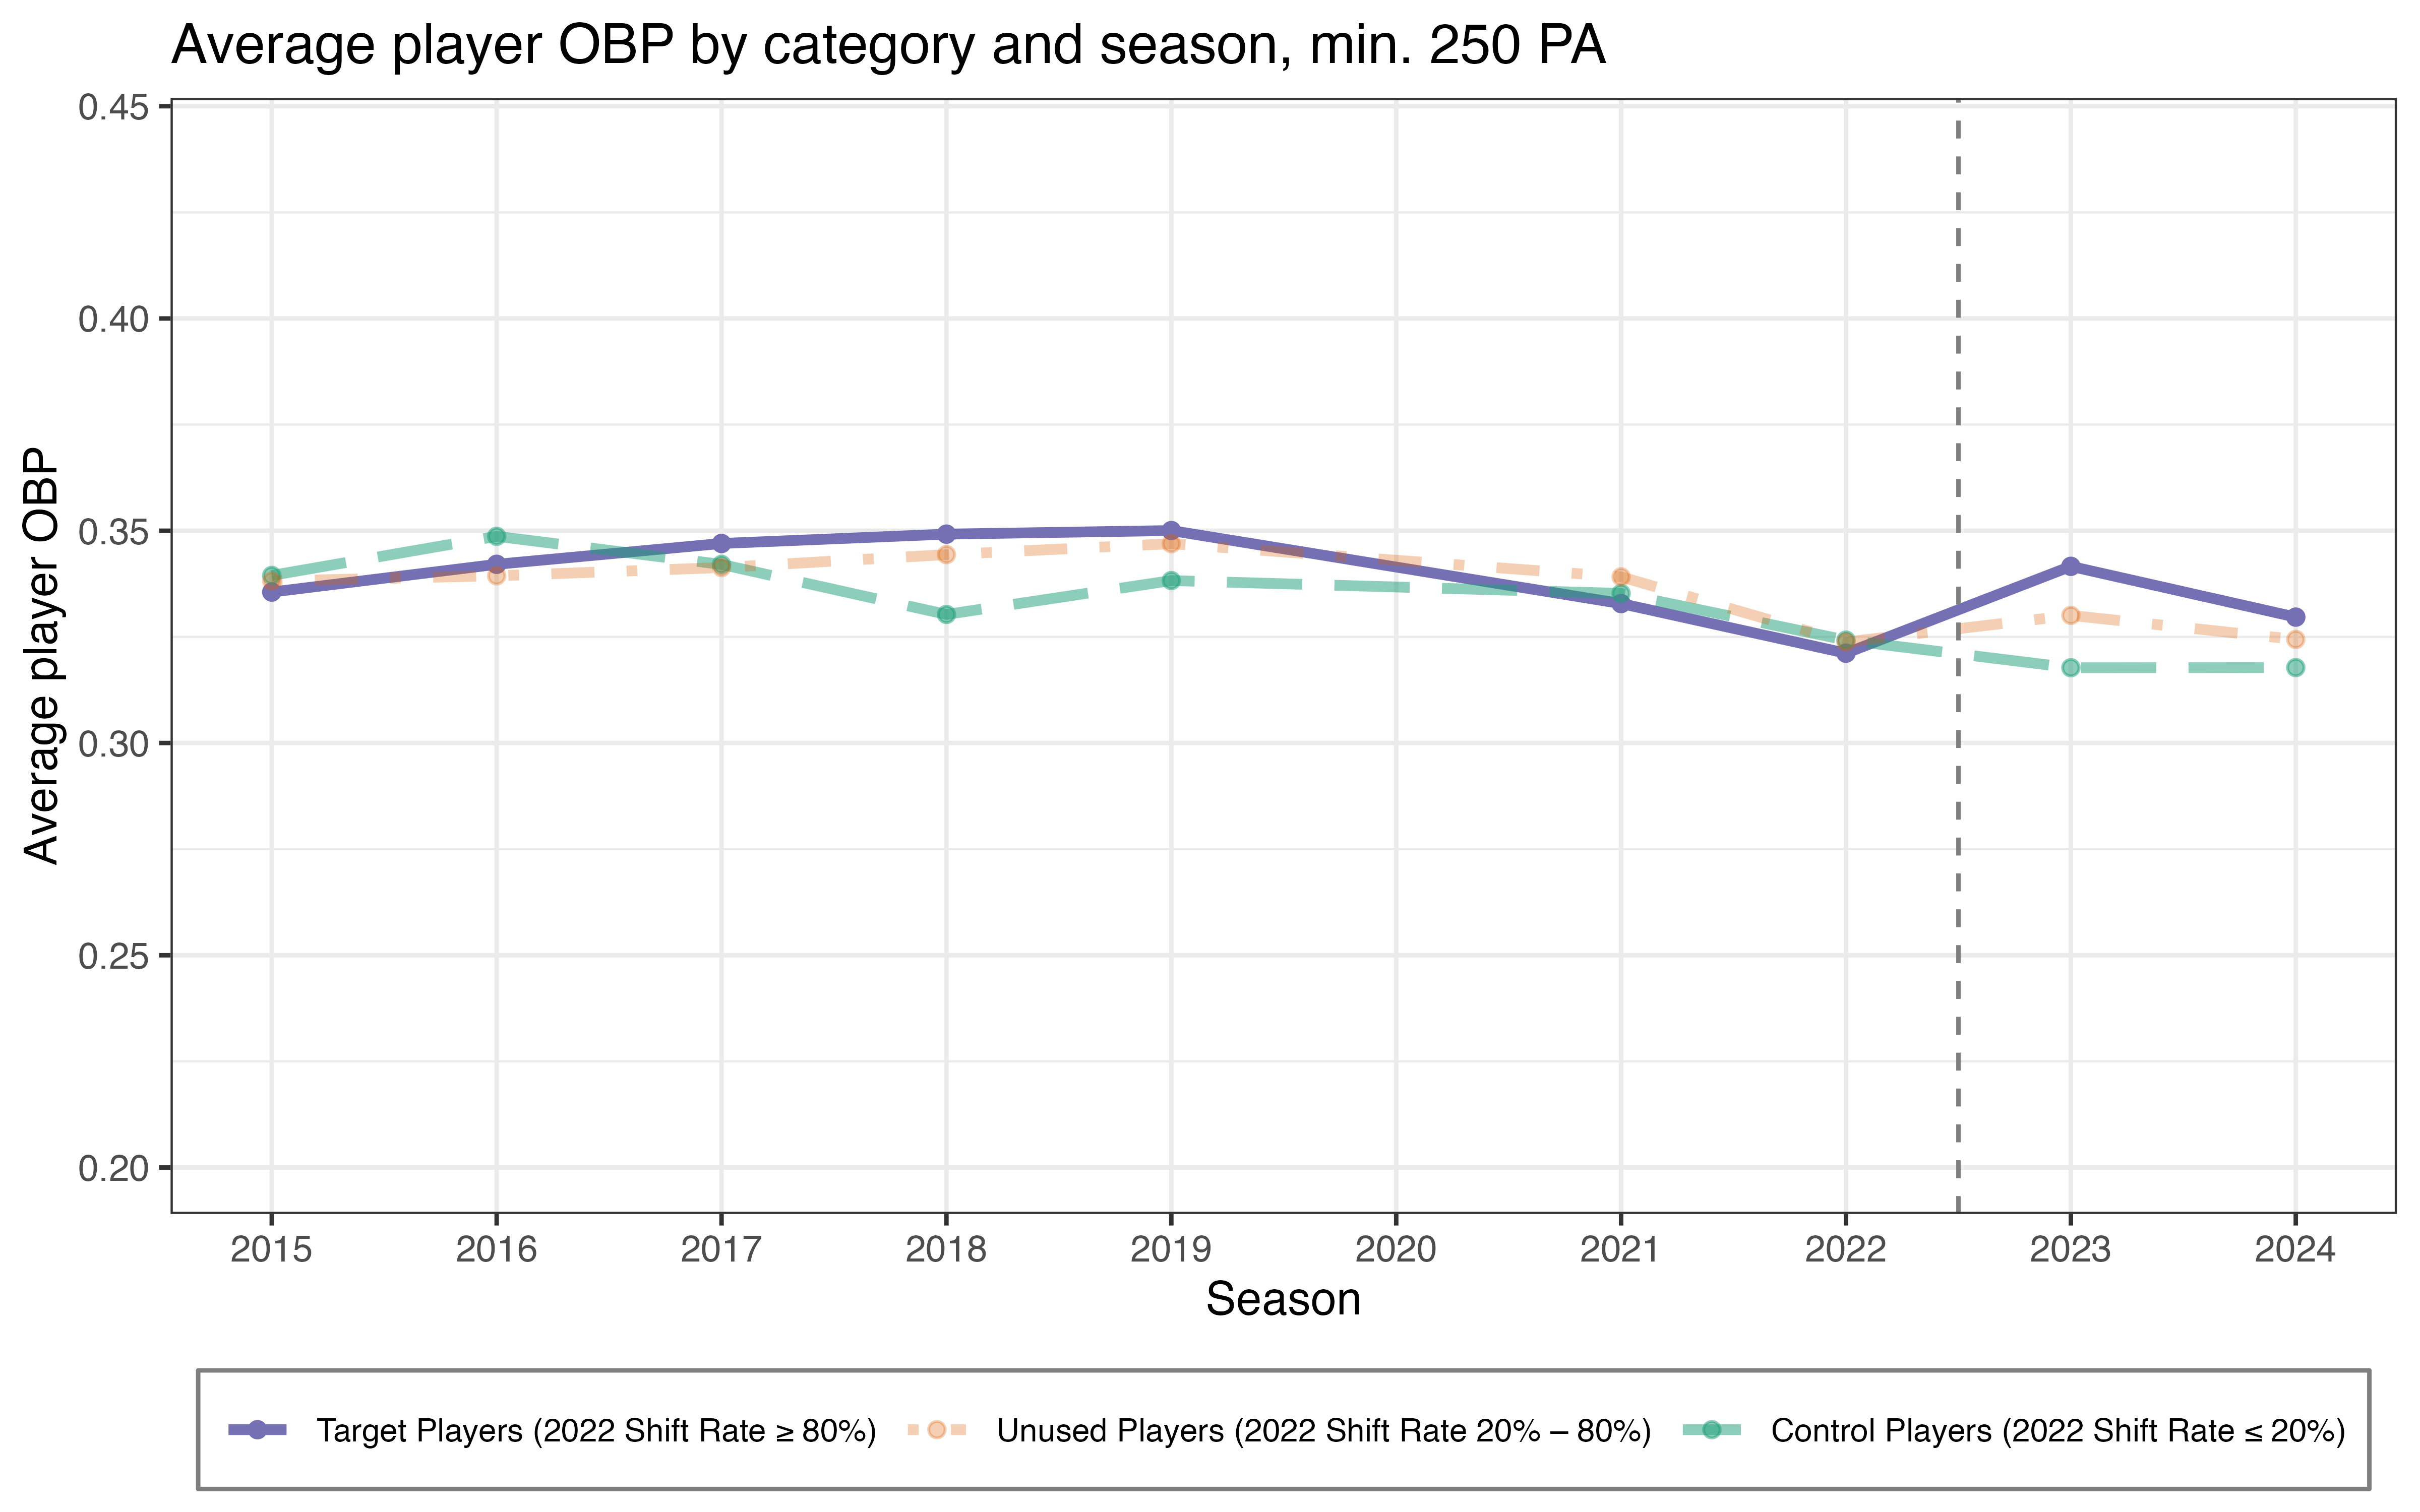 Average player OBP by category and season, min. 250 PA
Average player OBP
0.45
0.40
0.35
0.30
0.25
0.20
2015 2016 2017 2018 2019 2020 2021 2022 2023 2024
Season
Target Players (2022 Shift Rate ≥ 80%) Unused Players (2022 Shift Rate 20% – 80%) Control Players (2022 Shift Rate ≤ 20%)